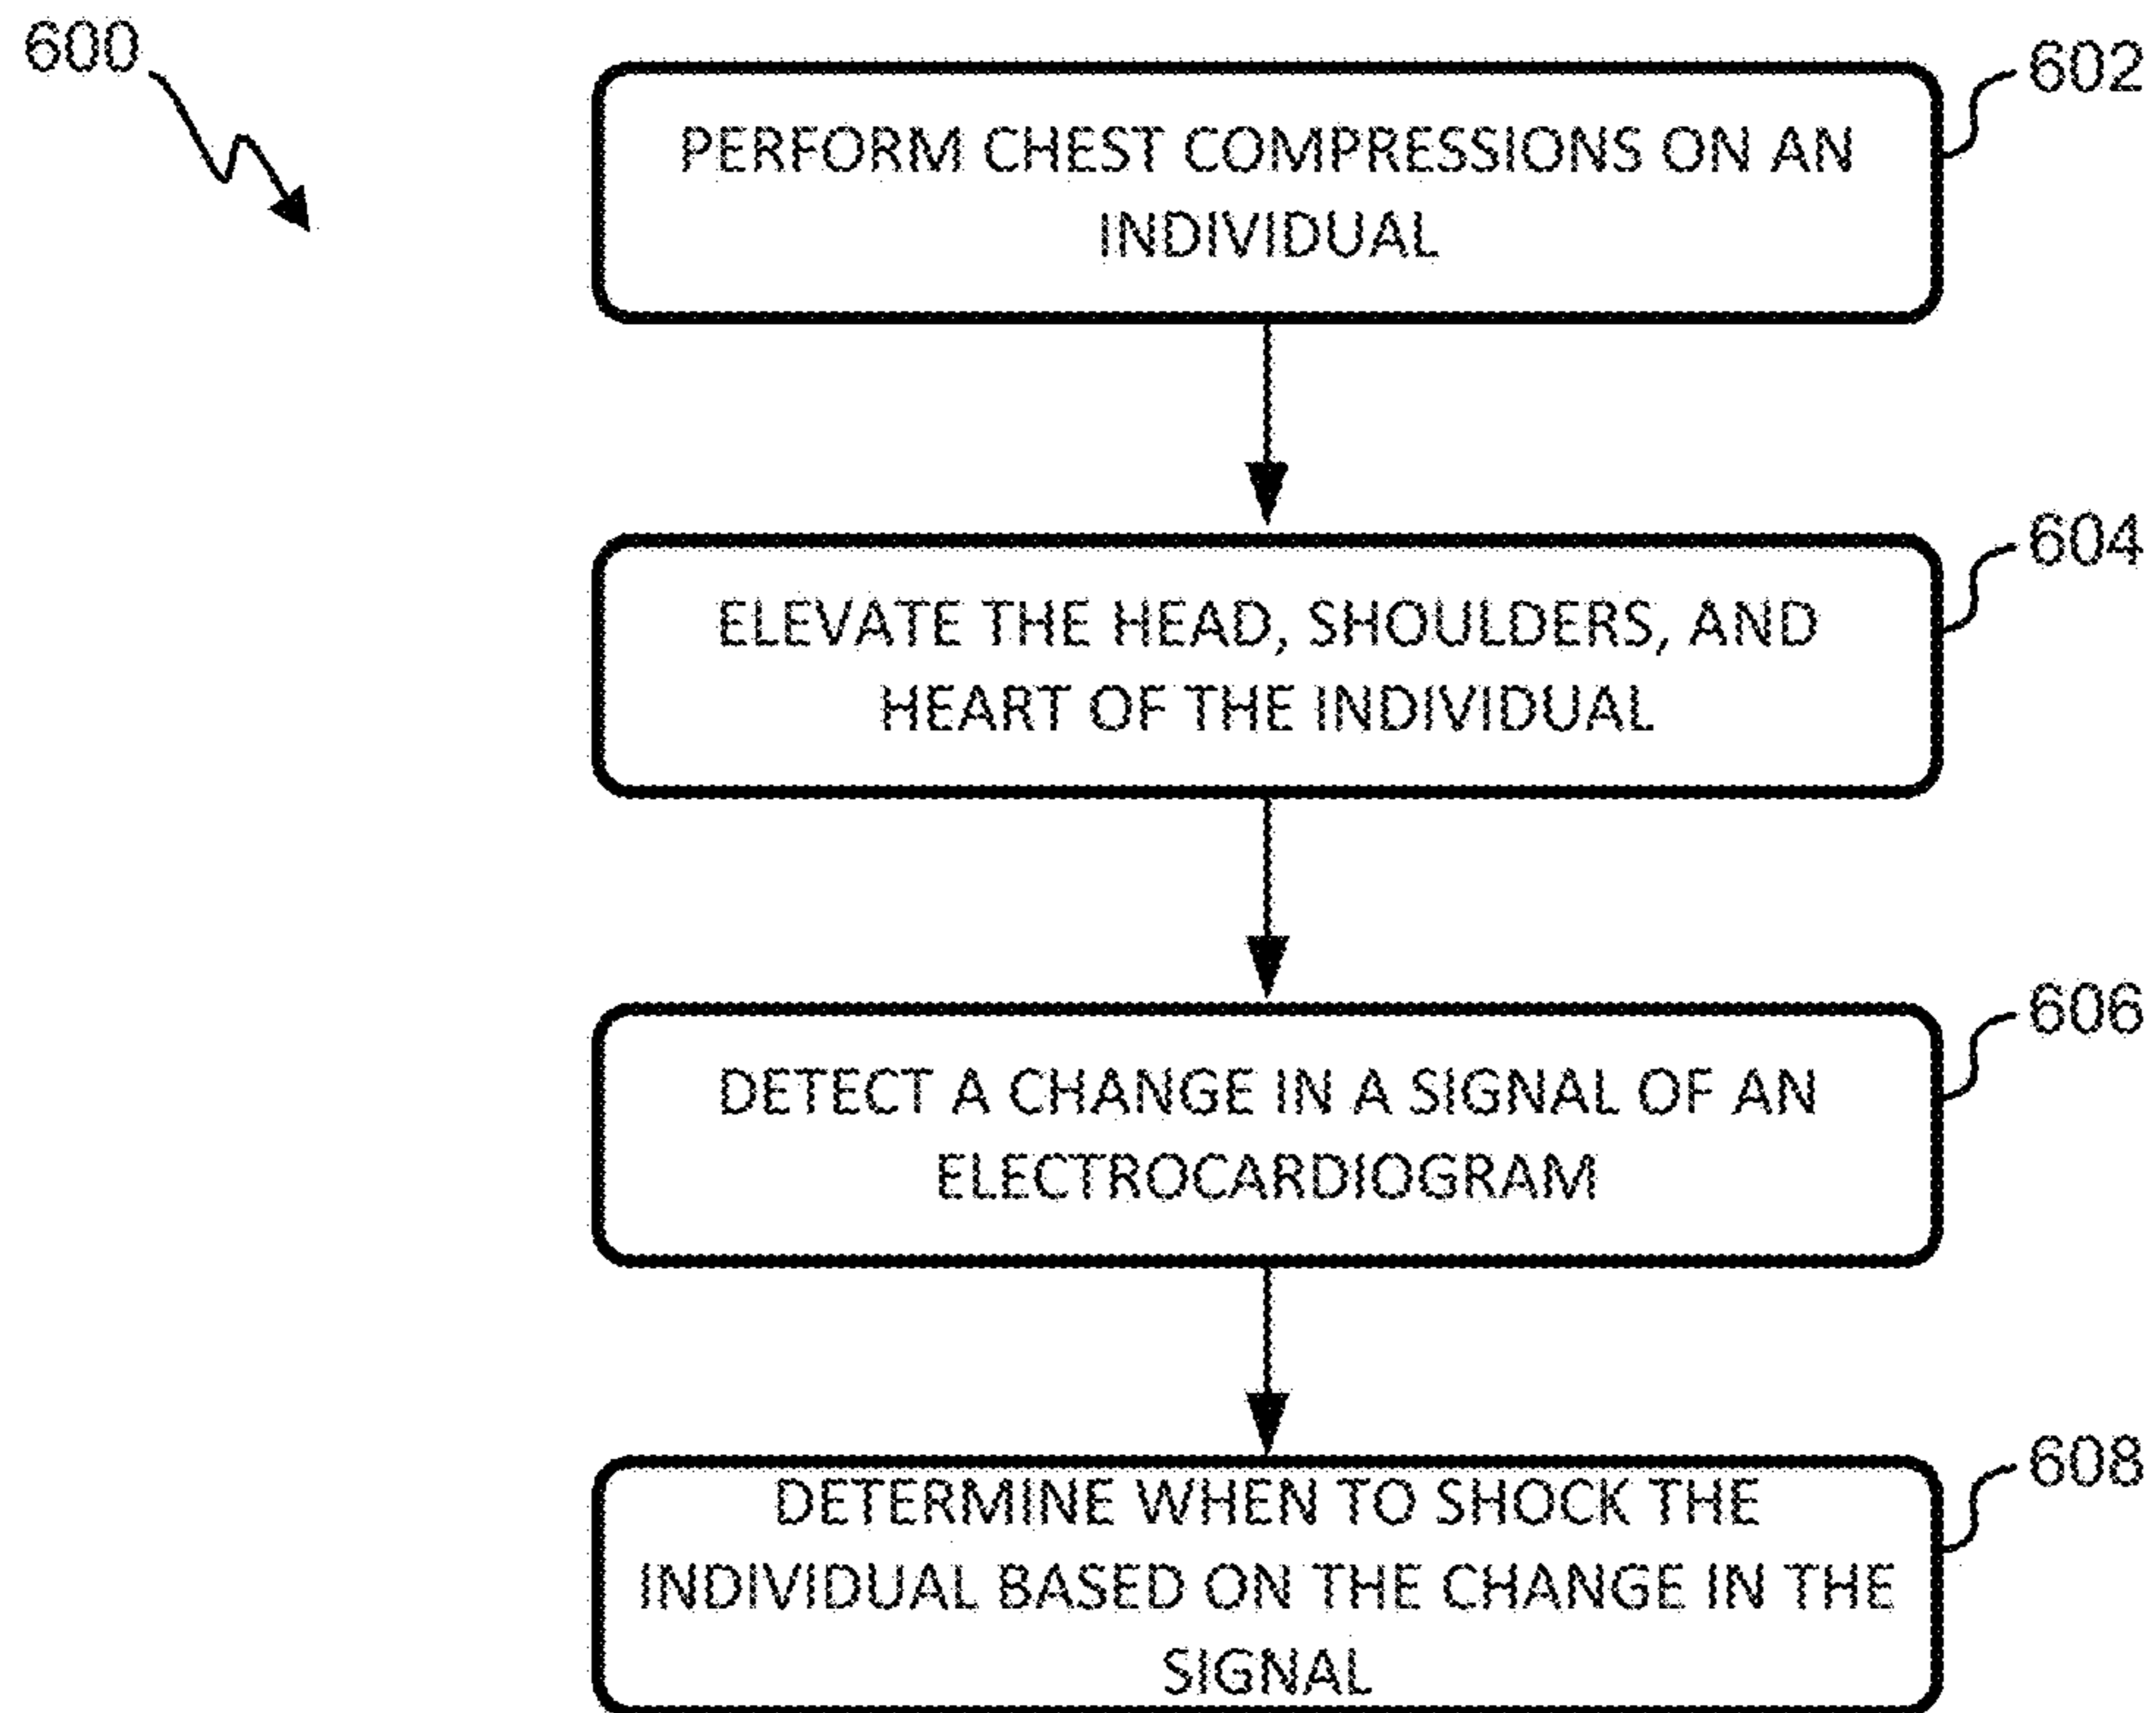 600
602
PERFORM CHEST COMPRESSIONS ON AN
INDIVIDUAL
604
ELEVATE THE HEAD, SHOULDERS, AND
HEART OF THE INDIVIDUAL
606
DETECT A CHANGE IN A SIGNAL OF AN
ELECTROCARDIOGRAM
608
DETERMINE WHEN TO SHOCK THE
INDIVIDUAL BASED ON THE CHANGE IN THE
SIGNAL